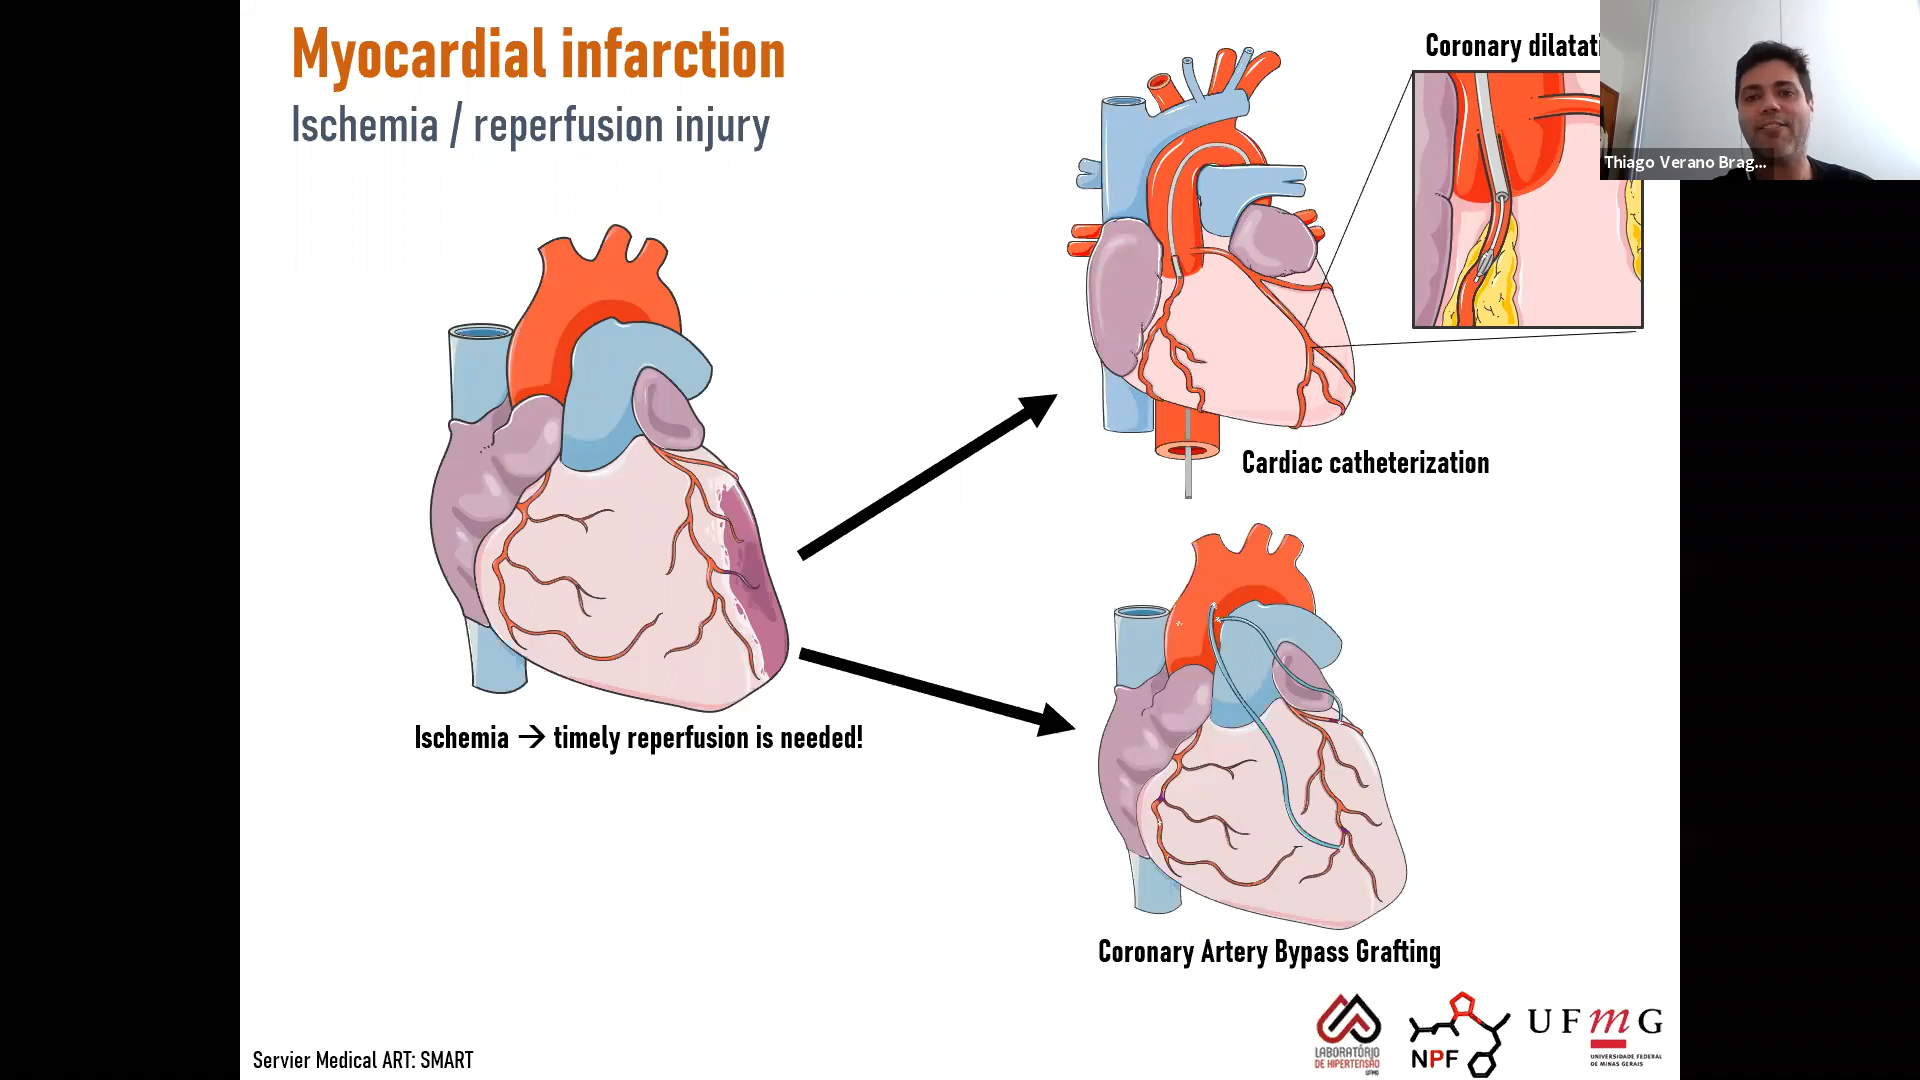 Myocardial infarction
Ischemia / reperfusion injury
Coronary dilatati
Thiago Verano Brag...
Cardiac catheterization
Ischemia → timely reperfusion is needed!
Coronary Artery Bypass Grafting
LABORATÓRIO
DE HIPERTENSÃO
UFMG
NPF
UFmG
UNIVERSIDADE FEDERAL
DE MINAS GERAIS
Servier Medical ART: SMART